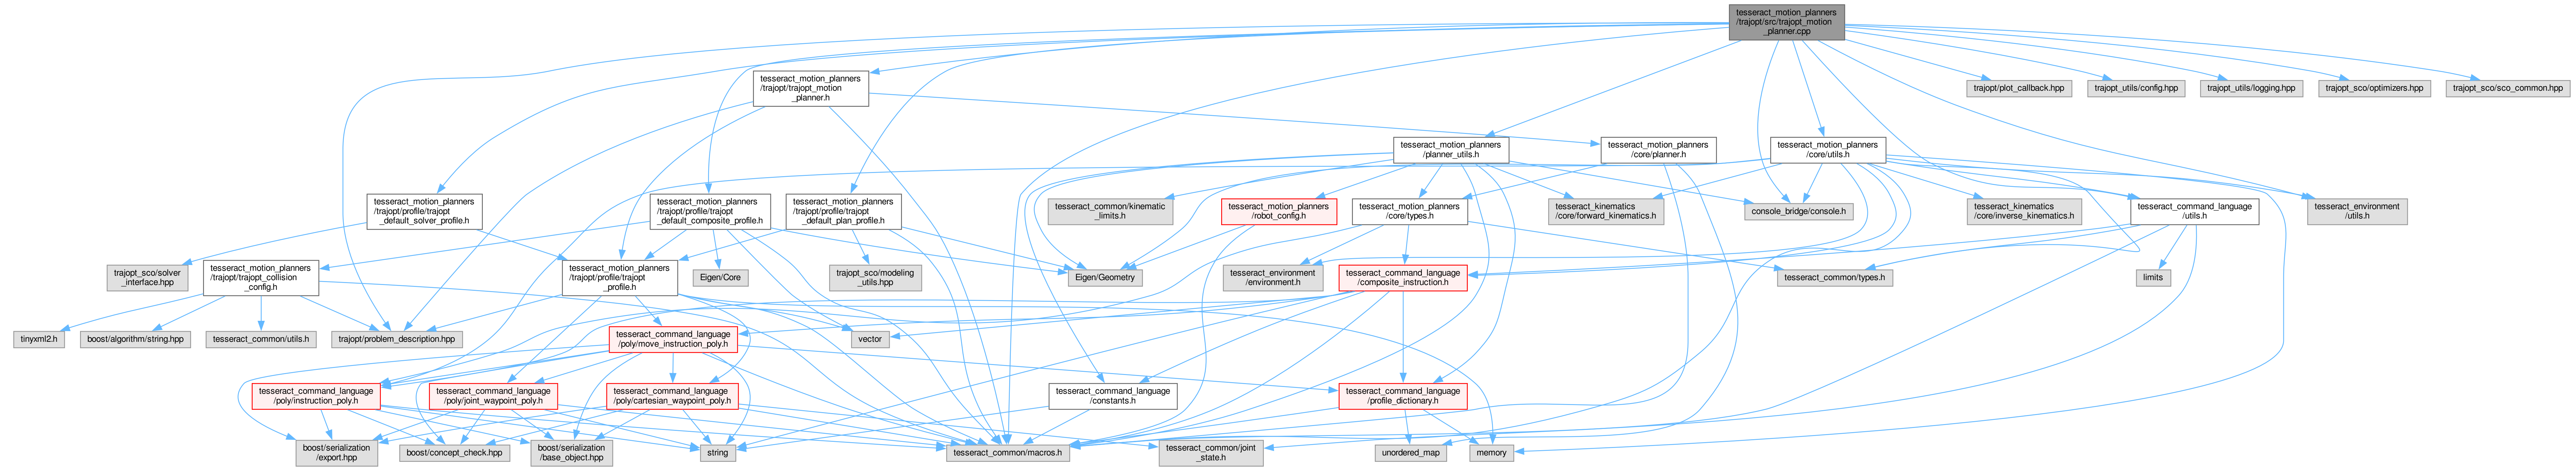 tesseract_motion_planners
/trajopt/src/trajopt_motion
_planner.cpp
tesseract_motion_planners
/trajopt/trajopt_motion
_planner.h
trajopt/plot_callback.hpp
trajopt_utils/config.hpp
trajopt_utils/logging.hpp
trajopt_sco/optimizers.hpp
trajopt_sco/sco_common.hpp
tesseract_motion_planners
/planner_utils.h
tesseract_motion_planners
/core/planner.h
tesseract_motion_planners
/core/utils.h
tesseract_motion_planners
/trajopt/profile/trajopt
_default_solver_profile.h
tesseract_motion_planners
/trajopt/profile/trajopt
_default_composite_profile.h
tesseract_motion_planners
/trajopt/profile/trajopt
_default_plan_profile.h
tesseract_common/kinematic
_limits.h
tesseract_motion_planners
/robot_config.h
tesseract_motion_planners
/core/types.h
tesseract_kinematics
/core/forward_kinematics.h
console_bridge/console.h
tesseract_kinematics
/core/inverse_kinematics.h
tesseract_command_language
/utils.h
tesseract_environment
/utils.h
trajopt_sco/solver
_interface.hpp
tesseract_motion_planners
/trajopt/trajopt_collision
_config.h
tesseract_motion_planners
/trajopt/profile/trajopt
_profile.h
Eigen/Core
trajopt_sco/modeling
_utils.hpp
Eigen/Geometry
tesseract_environment
/environment.h
tesseract_command_language
/composite_instruction.h
tesseract_common/types.h
limits
tinyxml2.h
boost/algorithm/string.hpp
tesseract_common/utils.h
trajopt/problem_description.hpp
tesseract_command_language
/poly/move_instruction_poly.h
vector
tesseract_command_language
/poly/instruction_poly.h
tesseract_command_language
/poly/joint_waypoint_poly.h
tesseract_command_language
/poly/cartesian_waypoint_poly.h
tesseract_command_language
/constants.h
tesseract_command_language
/profile_dictionary.h
boost/serialization
/export.hpp
boost/concept_check.hpp
boost/serialization
/base_object.hpp
string
tesseract_common/macros.h
tesseract_common/joint
_state.h
unordered_map
memory